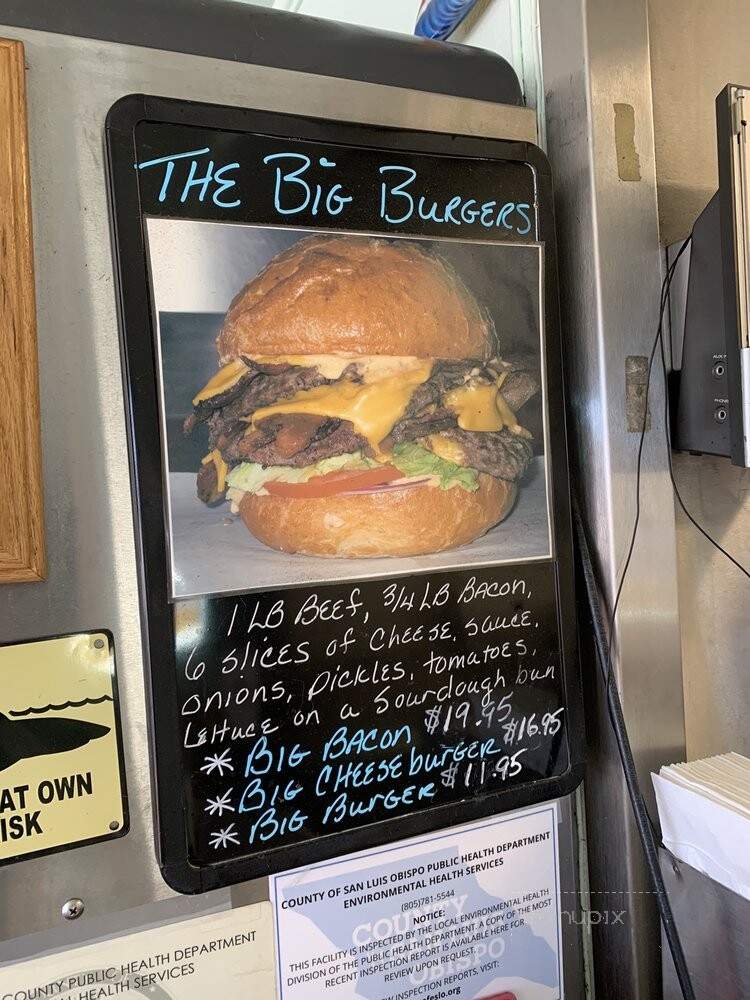 THE BIG BURGERS
1 LB BEEF, 3/4 LB BACON,
6 SLICES OF CHEESE, SAUCE,
ONIONS, PICKLES, TOMATOES,
LETTUCE ON a Sourdough bun
* BIG BACON $19.95
* BIG CHEESEBURGER $16.95
* BIG BURGER $11.95
AT OWN
ISK
COUNTY OF SAN LUIS OBISPO PUBLIC HEALTH DEPARTMENT
ENVIRONMENTAL HEALTH SERVICES
(805)781-5544
NOTICE:
THIS FACILITY IS INSPECTED BY THE LOCAL ENVIRONMENTAL HEALTH
DIVISION OF THE PUBLIC HEALTH DEPARTMENT. A COPY OF THE MOST
RECENT INSPECTION REPORT IS AVAILABLE HERE FOR
REVIEW UPON REQUEST.
INSPECTION REPORTS, VISIT:
COUNTY PUBLIC HEALTH DEPARTMENT
HEALTH SERVICES